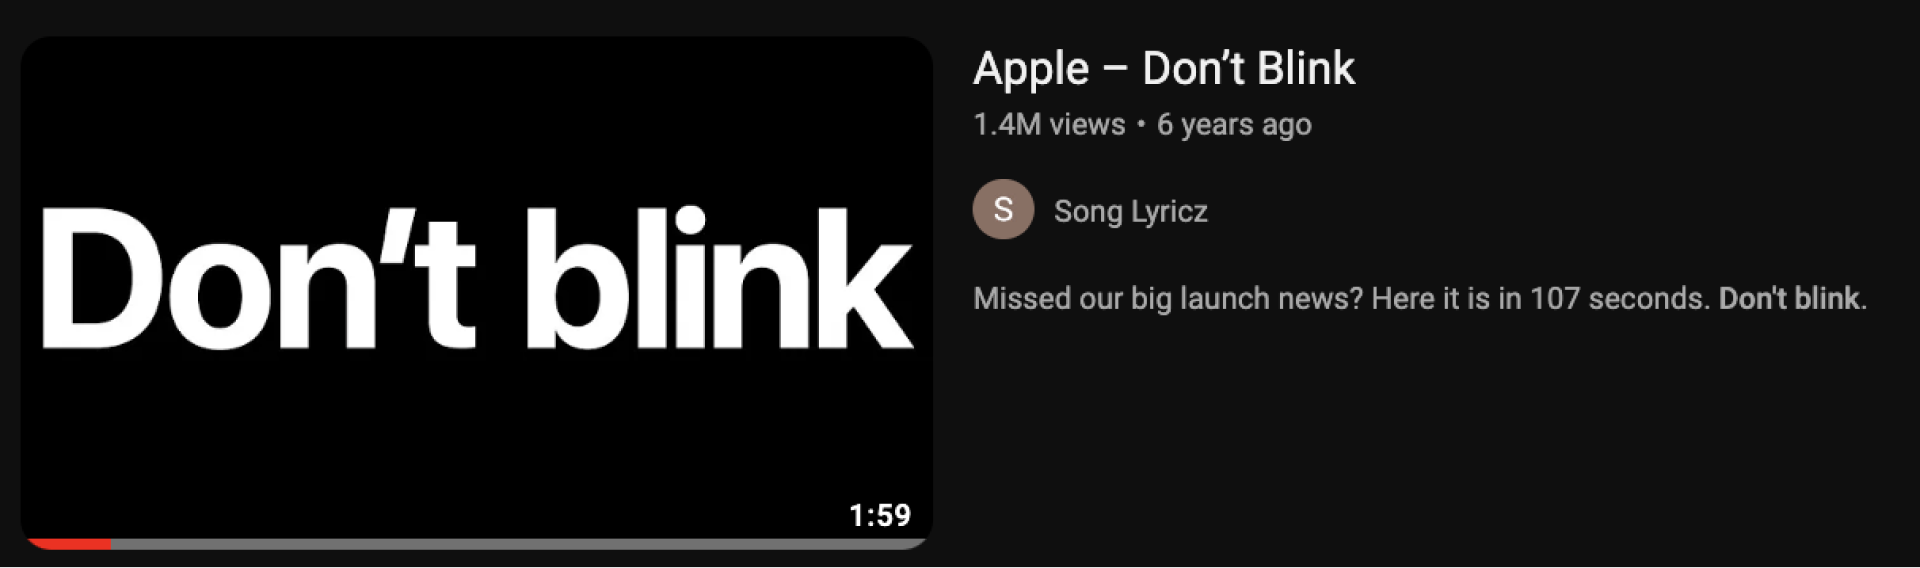 Don’t blink
1:59
Apple – Don’t Blink
1.4M views • 6 years ago
S
Song Lyricz
Missed our big launch news? Here it is in 107 seconds. Don't blink.